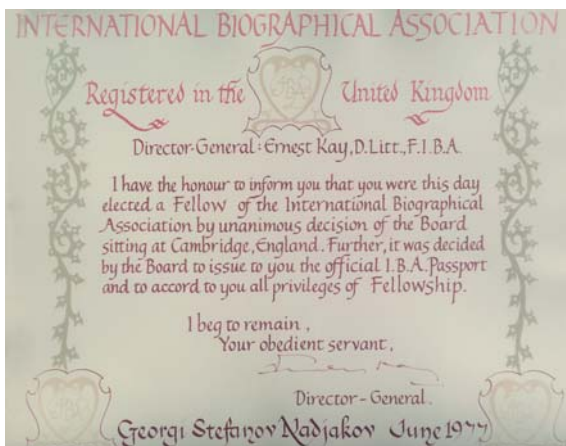 INTERNATIONAL BIOGRAPHICAL ASSOCIATION
Registered in the United Kingdom
Director-General: Ernest Kay, D.Litt., F.I.B.A.
I have the honour to inform you that you were this day
elected a Fellow of the International Biographical
Association by unanimous decision of the Board
sitting at Cambridge, England. Further, it was decided
by the Board to issue to you the official I.B.A. Passport
and to accord to you all privileges of Fellowship.
I beg to remain,
Your obedient servant,
Director-General.
Georgi Stefanov Nadjakov June 1977